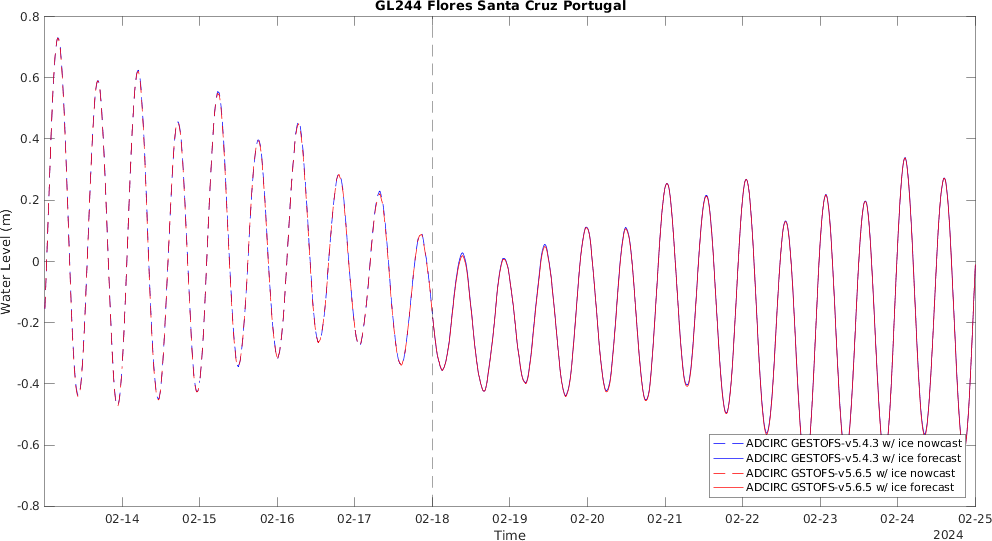 GL244 Flores Santa Cruz Portugal
Water Level (m)
0.8
0.6
0.4
0.2
0
-0.2
-0.4
-0.6
-0.8
ADCIRC GESTOFS-v5.4.3 w/ ice nowcast
ADCIRC GESTOFS-v5.4.3 w/ ice forecast
ADCIRC GSTOFS-v5.6.5 w/ ice nowcast
ADCIRC GSTOFS-v5.6.5 w/ ice forecast
02-14 02-15 02-16 02-17 02-18 02-19 02-20 02-21 02-22 02-23 02-24 02-25
Time
2024